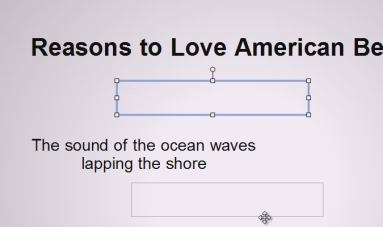 Reasons to Love American Be
The sound of the ocean waves
lapping the shore